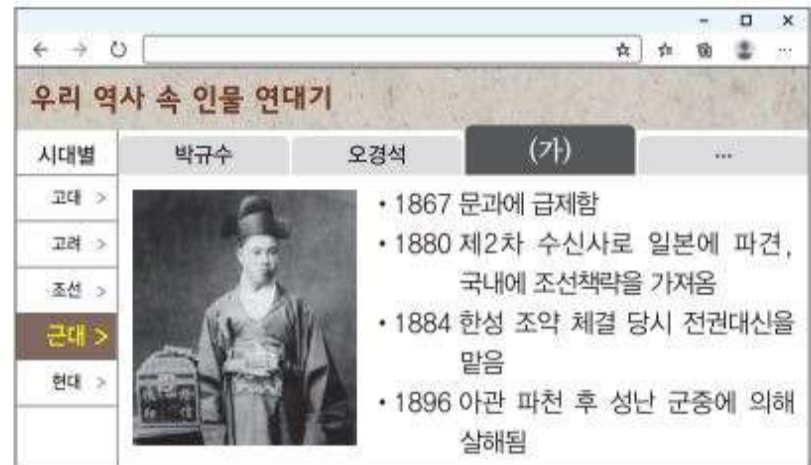 우리 역사 속 인물 연대기
시대별
박규수
오경석
(가)
...
고대 >
고려 >
조선 >
근대 >
현대 >
• 1867 문과에 급제함
• 1880 제2차 수신사로 일본에 파견,
국내에 조선책략을 가져옴
• 1884 한성 조약 체결 당시 전권대신을
맡음
• 1896 아관 파천 후 성난 군중에 의해
살해됨